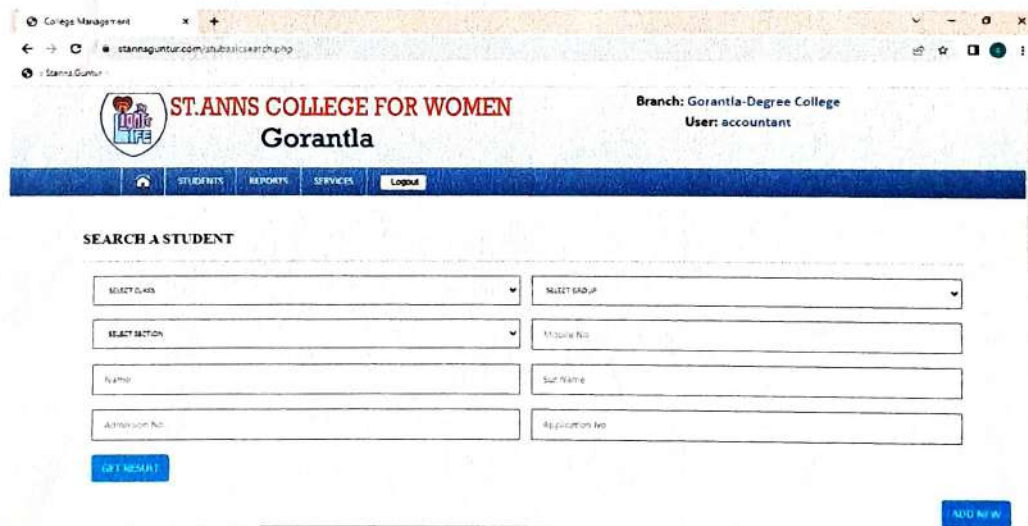 College Management
stannsguntur.com/stubasicsearch.php
Stanns Guntur
LONG
LIFE
ST.ANNS COLLEGE FOR WOMEN
Gorantla
Branch: Gorantla-Degree College
User: accountant
STUDENTS REPORTS SERVICES Logout
SEARCH A STUDENT
SELECT CLASS SELECT GROUP
SELECT SECTION Mobile No
Name Sur Name
Admission No Application No
GET RESULT
ADD NEW